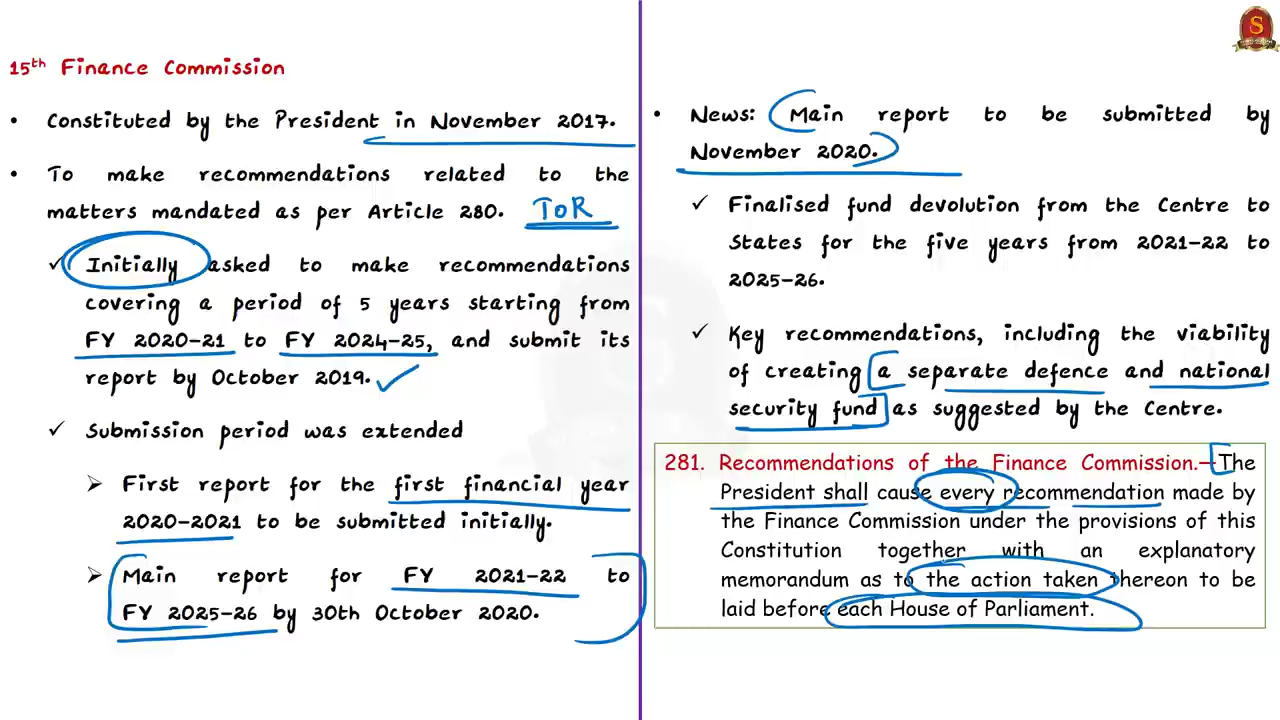 15th Finance Commission
• Constituted by the President in November 2017.
• To make recommendations related to the
matters mandated as per Article 280. ToR
✓ Initially asked to make recommendations
covering a period of 5 years starting from
FY 2020-21 to FY 2024-25, and submit its
report by October 2019.
✓ Submission period was extended
➢ First report for the first financial year
2020-2021 to be submitted initially.
➢ Main report for FY 2021-22 to
FY 2025-26 by 30th October 2020.
• News: Main report to be submitted by
November 2020.
✓ Finalised fund devolution from the Centre to
States for the five years from 2021-22 to
2025-26.
✓ Key recommendations, including the viability
of creating a separate defence and national
security fund as suggested by the Centre.
281. Recommendations of the Finance Commission.—The
President shall cause every recommendation made by
the Finance Commission under the provisions of this
Constitution together with an explanatory
memorandum as to the action taken thereon to be
laid before each House of Parliament.
S